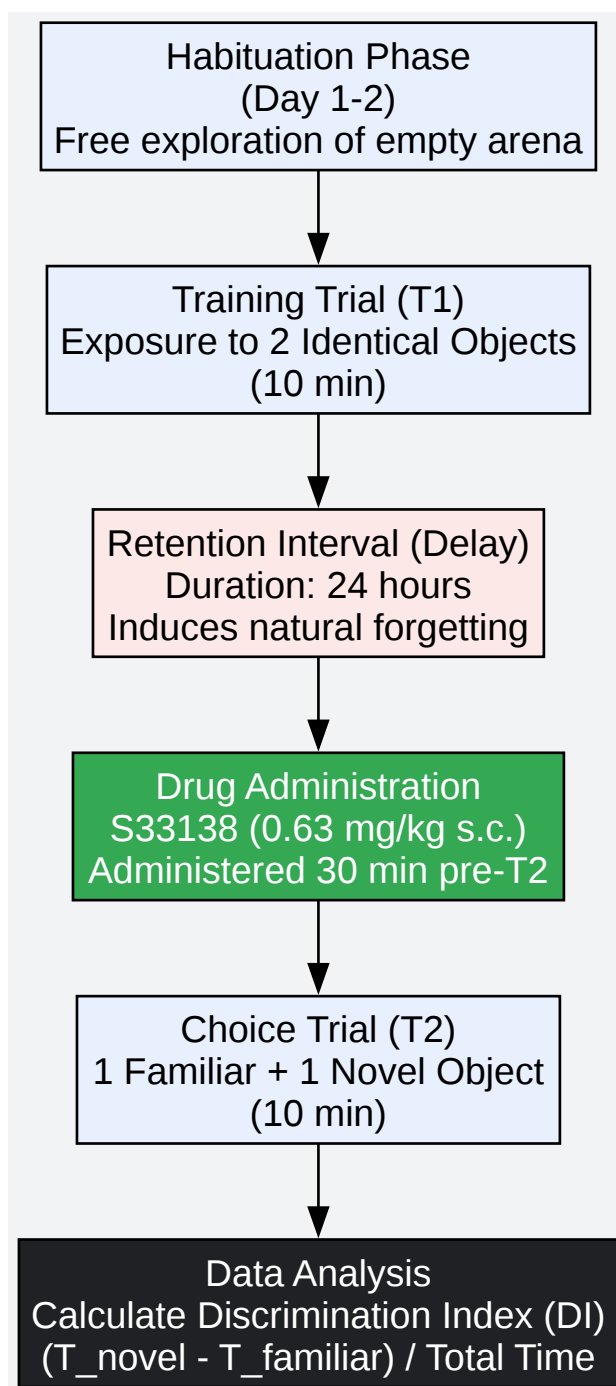 Habituation Phase
(Day 1-2)
Free exploration of empty arena
Training Trial (T1)
Exposure to 2 Identical Objects
(10 min)
Retention Interval (Delay)
Duration: 24 hours
Induces natural forgetting
Drug Administration
S33138 (0.63 mg/kg s.c.)
Administered 30 min pre-T2
Choice Trial (T2)
1 Familiar + 1 Novel Object
(10 min)
Data Analysis
Calculate Discrimination Index (DI)
(T_novel - T_familiar) / Total Time